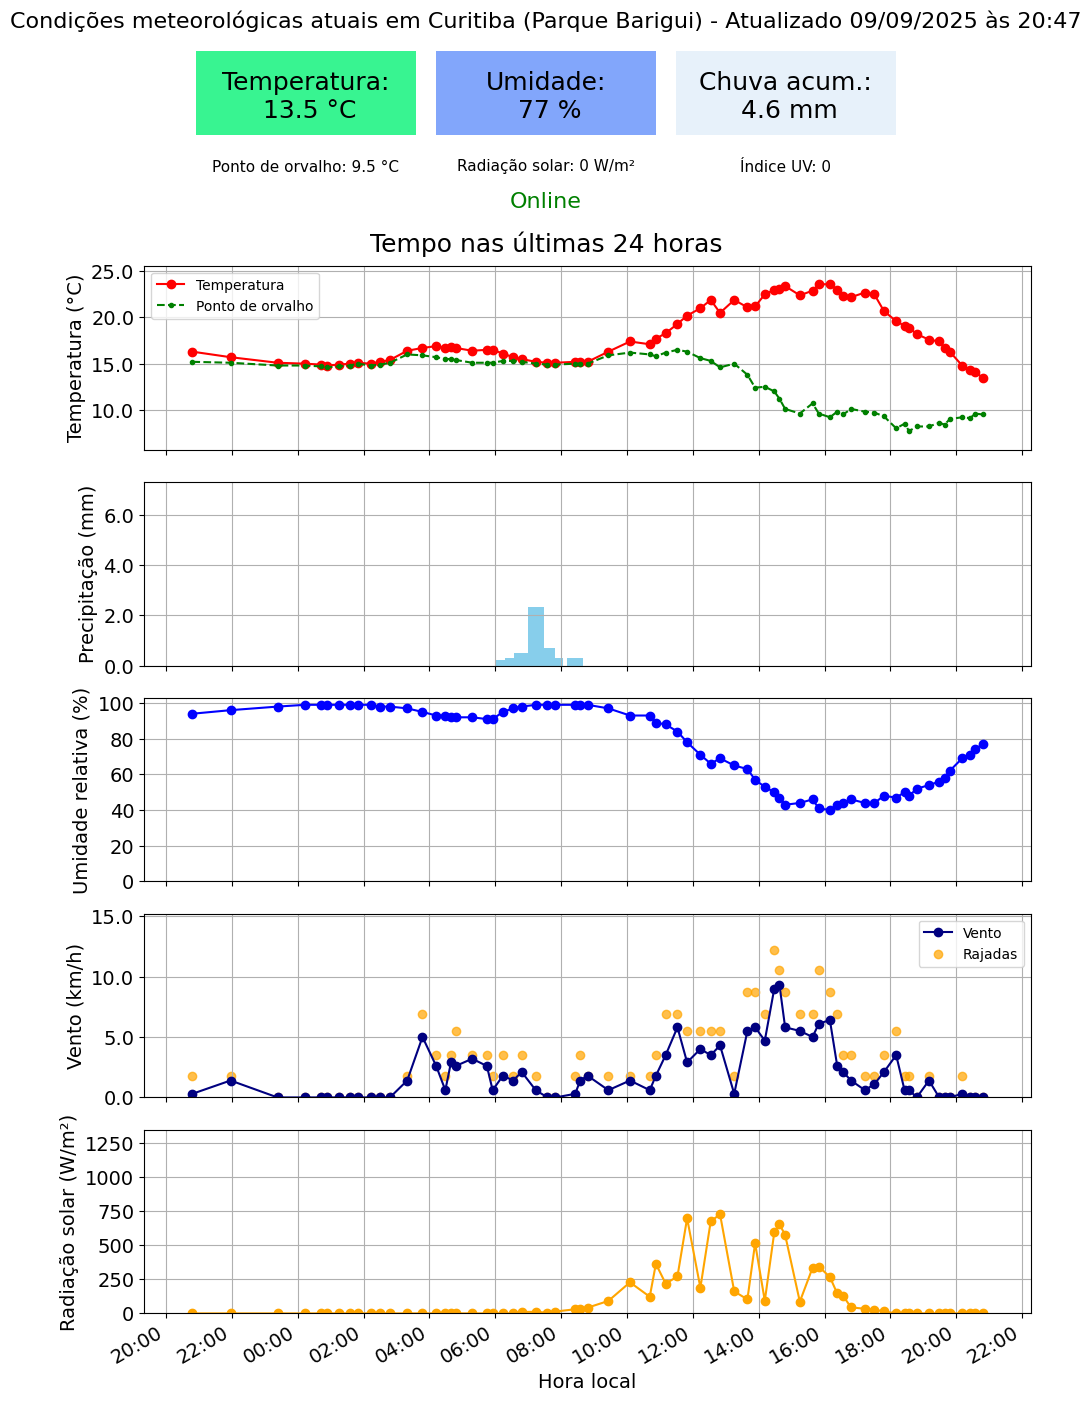 Condições meteorológicas atuais em Curitiba (Parque Barigui) - Atualizado 09/09/2025 às 20:47
Temperatura:
13.5 °C
Umidade:
77 %
Chuva acum.:
4.6 mm
Ponto de orvalho: 9.5 °C
Radiação solar: 0 W/m²
Índice UV: 0
Online
Tempo nas últimas 24 horas
Temperatura (°C)
25.0
20.0
15.0
10.0
Temperatura
Ponto de orvalho
Precipitação (mm)
6.0
4.0
2.0
0.0
Umidade relativa (%)
100
80
60
40
20
0
Vento (km/h)
15.0
10.0
5.0
0.0
Vento
Rajadas
Radiação solar (W/m²)
1250
1000
750
500
250
0
20:00
22:00
00:00
02:00
04:00
06:00
08:00
10:00
12:00
14:00
16:00
18:00
20:00
22:00
Hora local